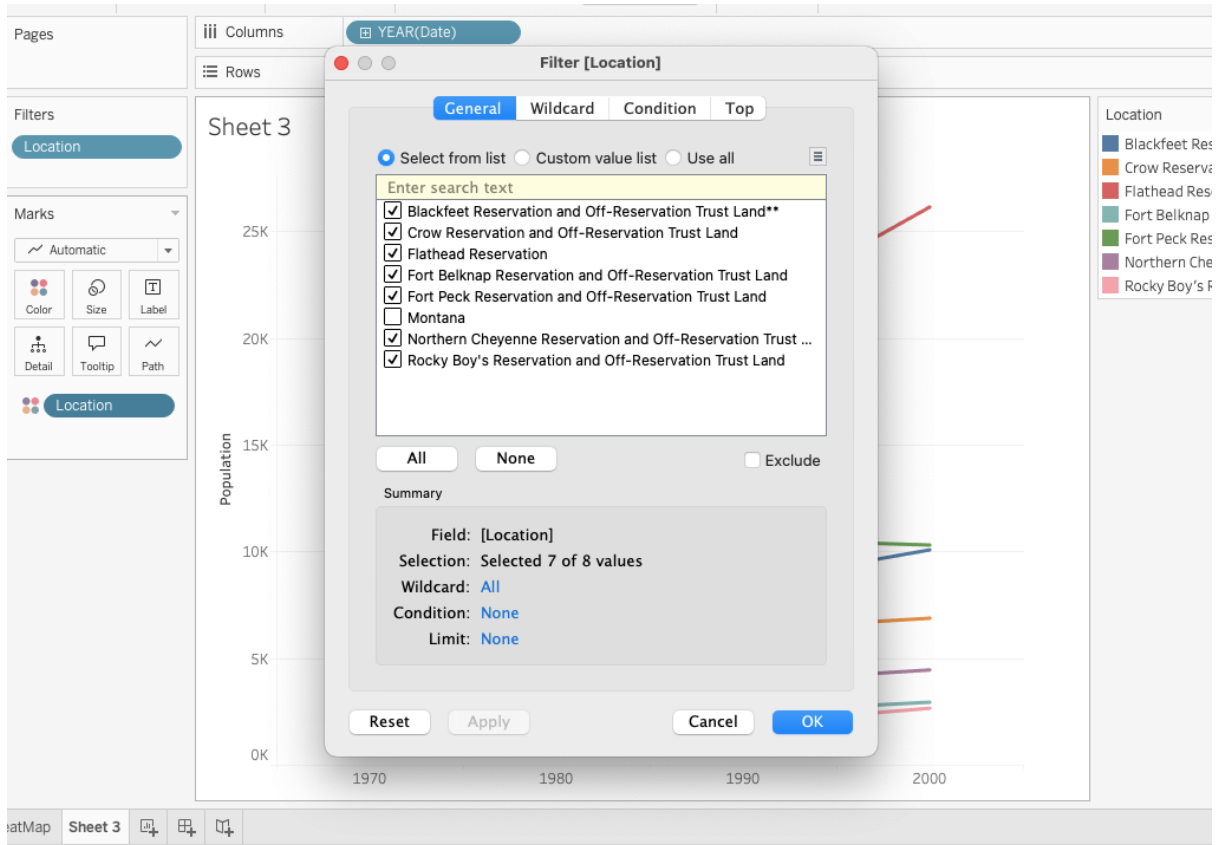 Pages
Columns
YEAR(Date)
Rows
Filters
Location
Marks
Automatic
Color
Size
Label
Detail
Tooltip
Path
Location
Sheet 3
Filter [Location]
General Wildcard Condition Top
Select from list Custom value list Use all
Enter search text
Blackfeet Reservation and Off-Reservation Trust Land**
Crow Reservation and Off-Reservation Trust Land
Flathead Reservation
Fort Belknap Reservation and Off-Reservation Trust Land
Fort Peck Reservation and Off-Reservation Trust Land
Montana
Northern Cheyenne Reservation and Off-Reservation Trust ...
Rocky Boy's Reservation and Off-Reservation Trust Land
All None Exclude
Summary
Field: [Location]
Selection: Selected 7 of 8 values
Wildcard: All
Condition: None
Limit: None
Reset Apply Cancel OK
Population
25K
20K
15K
10K
5K
0K
1970 1980 1990 2000
Location
Blackfeet Res
Crow Reserva
Flathead Res
Fort Belknap
Fort Peck Res
Northern Che
Rocky Boy's R
eatMap Sheet 3